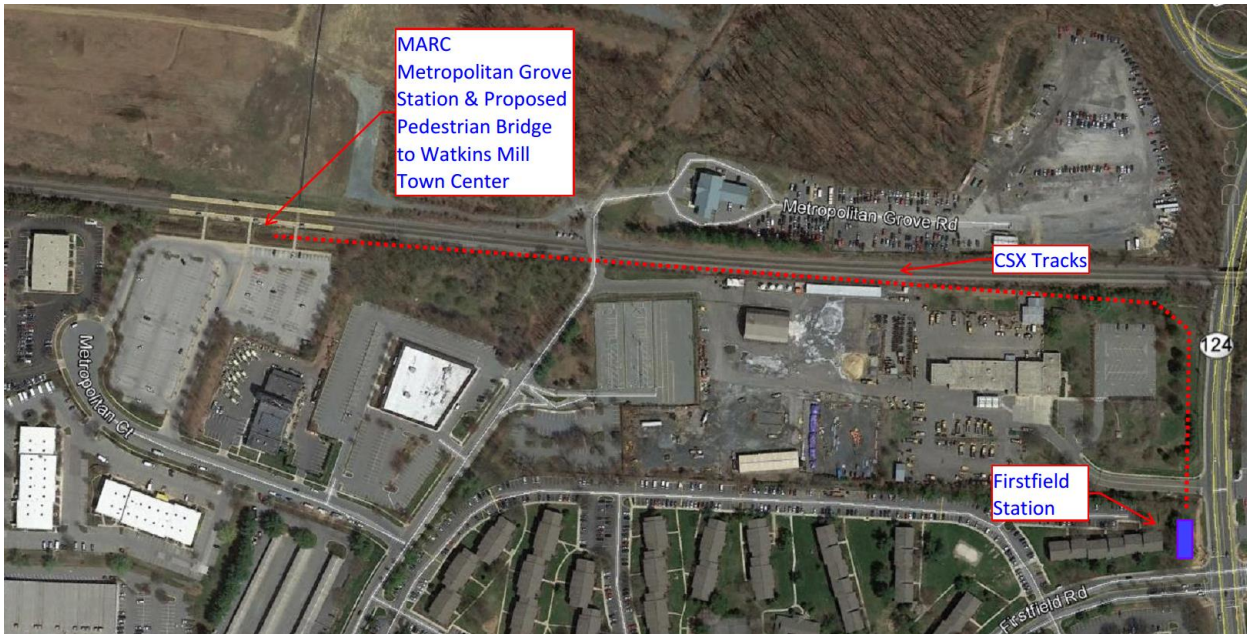 MARC
Metropolitan Grove
Station & Proposed
Pedestrian Bridge
to Watkins Mill
Town Center
Metropolitan Grove Rd
CSX Tracks
124
Metropolitan Ct
Firstfield
Station
Firstfield Rd